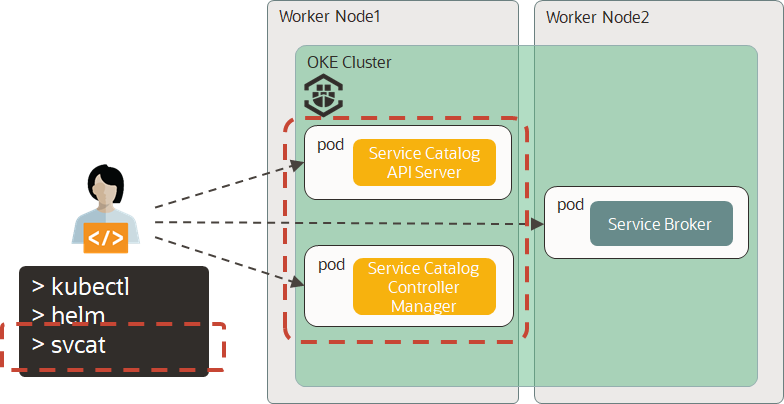 Worker Node1
Worker Node2
OKE Cluster
pod
Service Catalog
API Server
pod
Service Broker
</>
pod
Service Catalog
Controller
Manager
> kubectl
> helm
> svcat